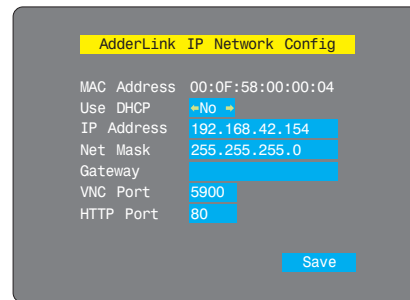 AdderLink IP Network Config
MAC Address 00:0F:58:00:00:04
Use DHCP ←No→
IP Address 192.168.42.154
Net Mask 255.255.255.0
Gateway
VNC Port 5900
HTTP Port 80
Save